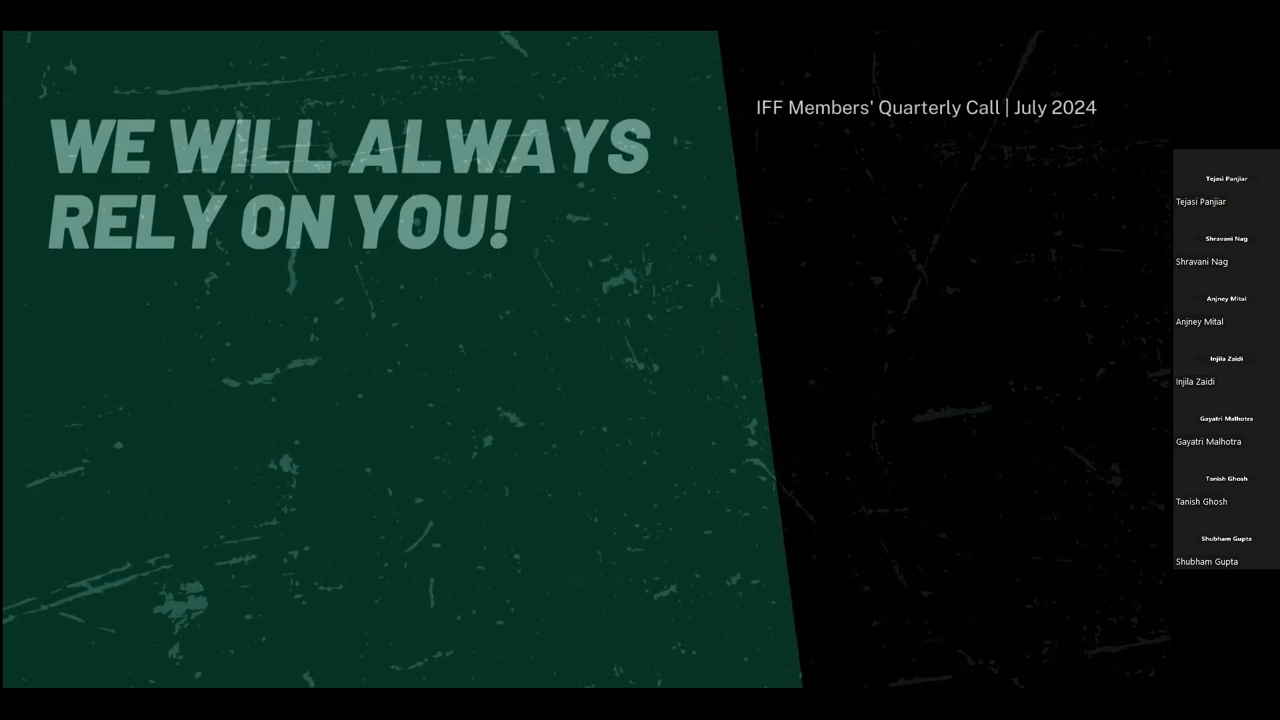 WE WILL ALWAYS
RELY ON YOU!
IFF Members' Quarterly Call | July 2024
Tejasi Panjiar
Tejasi Panjiar
Shravani Nag
Shravani Nag
Anjney Mital
Anjney Mital
Injila Zaidi
Injila Zaidi
Gayatri Malhotra
Gayatri Malhotra
Tanish Ghosh
Tanish Ghosh
Shubham Gupta
Shubham Gupta